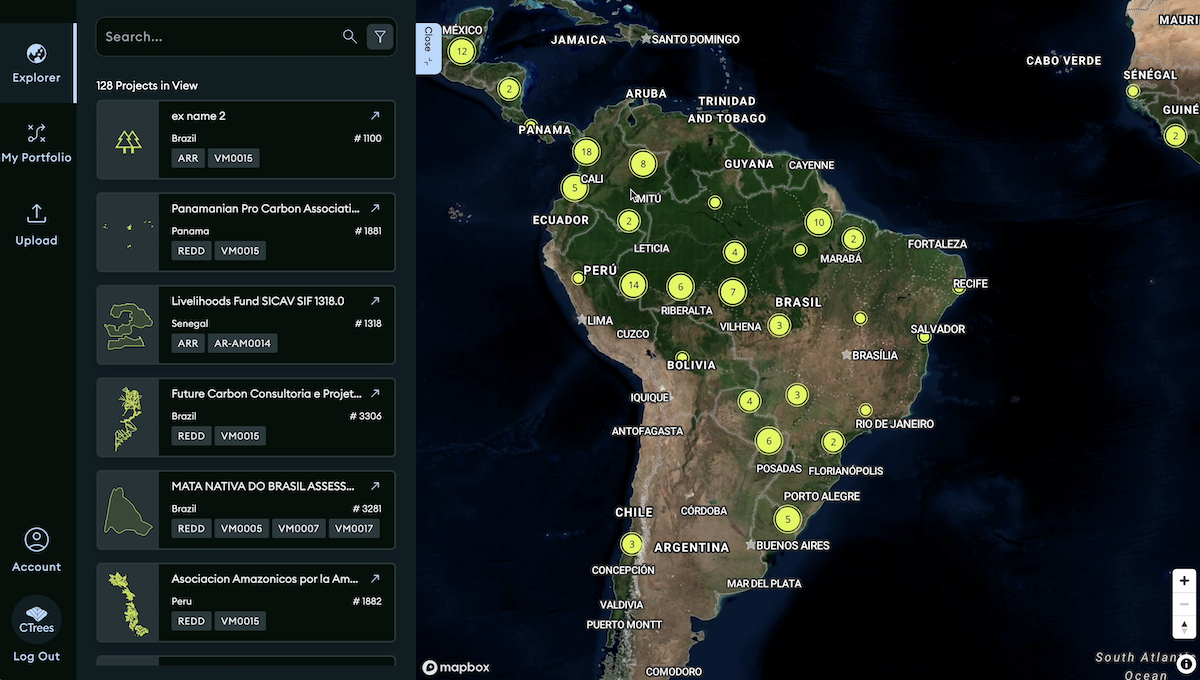 Explorer
My Portfolio
Upload
Account
CTrees
Log Out
Search...
128 Projects in View
ex name 2
Brazil
# 1100
ARR VM0015
Panamanian Pro Carbon Associati...
Panama
# 1881
REDD VM0015
Livelihoods Fund SICAV SIF 1318.0
Senegal
# 1318
ARR AR-AM0014
Future Carbon Consultoria e Projet...
Brazil
# 3306
REDD VM0015
MATA NATIVA DO BRASIL ASSESS...
Brazil
# 3281
REDD VM0005 VM0007 VM0017
Asociacion Amazonicos por la Am...
Peru
# 1882
REDD VM0015
Close
MÉXICO
12
JAMAICA
SANTO DOMINGO
MAURI
CABO VERDE
SÉNÉGAL
2
ARUBA
TRINIDAD
AND TOBAGO
GUINÉ
2
PANAMA
18
8
GUYANA
CAYENNE
5
CALI
MITÚ
ECUADOR
2
10
2
LETICIA
4
MARABÁ
FORTALEZA
PERÚ
14
6
7
RECIFE
RIBERALTA
BRASIL
LIMA
CUZCO
VILHENA
3
SALVADOR
BRASÍLIA
BOLIVIA
IQUIQUE
4
3
ANTOFAGASTA
RIO DE JANEIRO
6
2
POSADAS
FLORIANÓPOLIS
PORTO ALEGRE
CHILE
CÓRDOBA
5
3
ARGENTINA
BUENOS AIRES
CONCEPCIÓN
MAR DEL PLATA
VALDIVIA
PUERTO MONTT
COMODORO
mapbox
South Atlant
Ocean